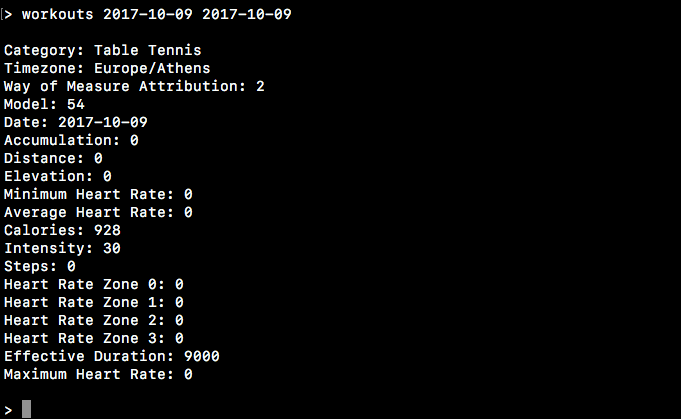 > workouts 2017-10-09 2017-10-09
Category: Table Tennis
Timezone: Europe/Athens
Way of Measure Attribution: 2
Model: 54
Date: 2017-10-09
Accumulation: 0
Distance: 0
Elevation: 0
Minimum Heart Rate: 0
Average Heart Rate: 0
Calories: 928
Intensity: 30
Steps: 0
Heart Rate Zone 0: 0
Heart Rate Zone 1: 0
Heart Rate Zone 2: 0
Heart Rate Zone 3: 0
Effective Duration: 9000
Maximum Heart Rate: 0
>